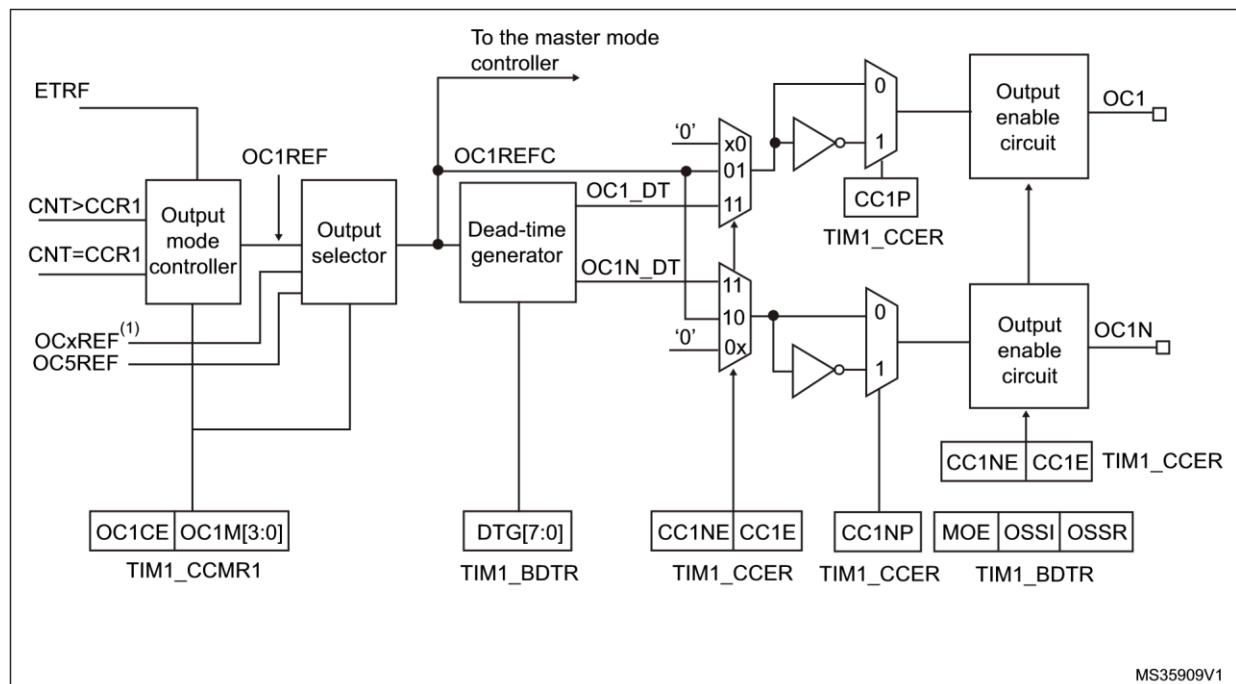 To the master mode
controller
ETRF
OC1REF
CNT>CCR1
CNT=CCR1
Output
mode
controller
Output
selector
OCxREF(1)
OC5REF
OC1REFC
Dead-time
generator
OC1_DT
OC1N_DT
'0'
x0
01
11
11
10
0x
'0'
0
1
CC1P
TIM1_CCER
0
1
Output
enable
circuit
OC1
Output
enable
circuit
OC1N
CC1NE CC1E TIM1_CCER
OC1CE OC1M[3:0]
TIM1_CCMR1
DTG[7:0]
TIM1_BDTR
CC1NE CC1E
TIM1_CCER
CC1NP
TIM1_CCER
MOE OSSI OSSR
TIM1_BDTR
MS35909V1